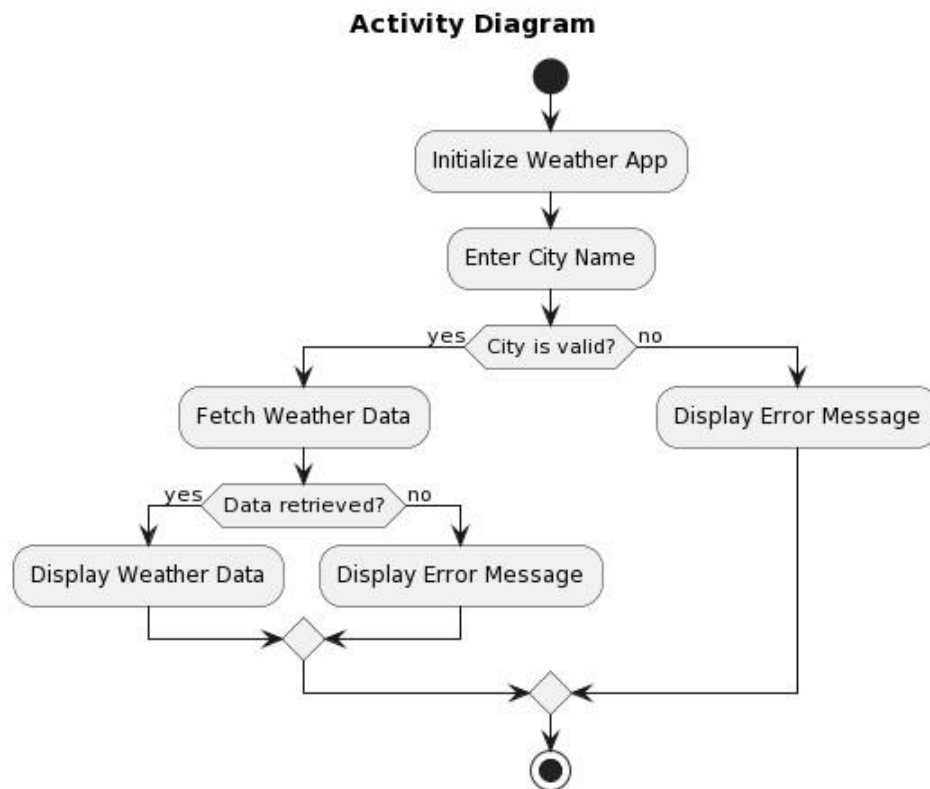 Activity Diagram
Initialize Weather App
Enter City Name
yes
City is valid?
no
Fetch Weather Data
Display Error Message
yes
Data retrieved?
no
Display Weather Data
Display Error Message